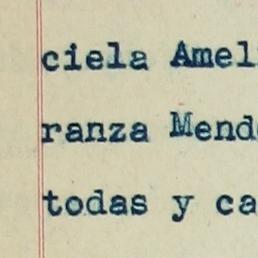 ciela Ameli
ranza Mend
todas y ca